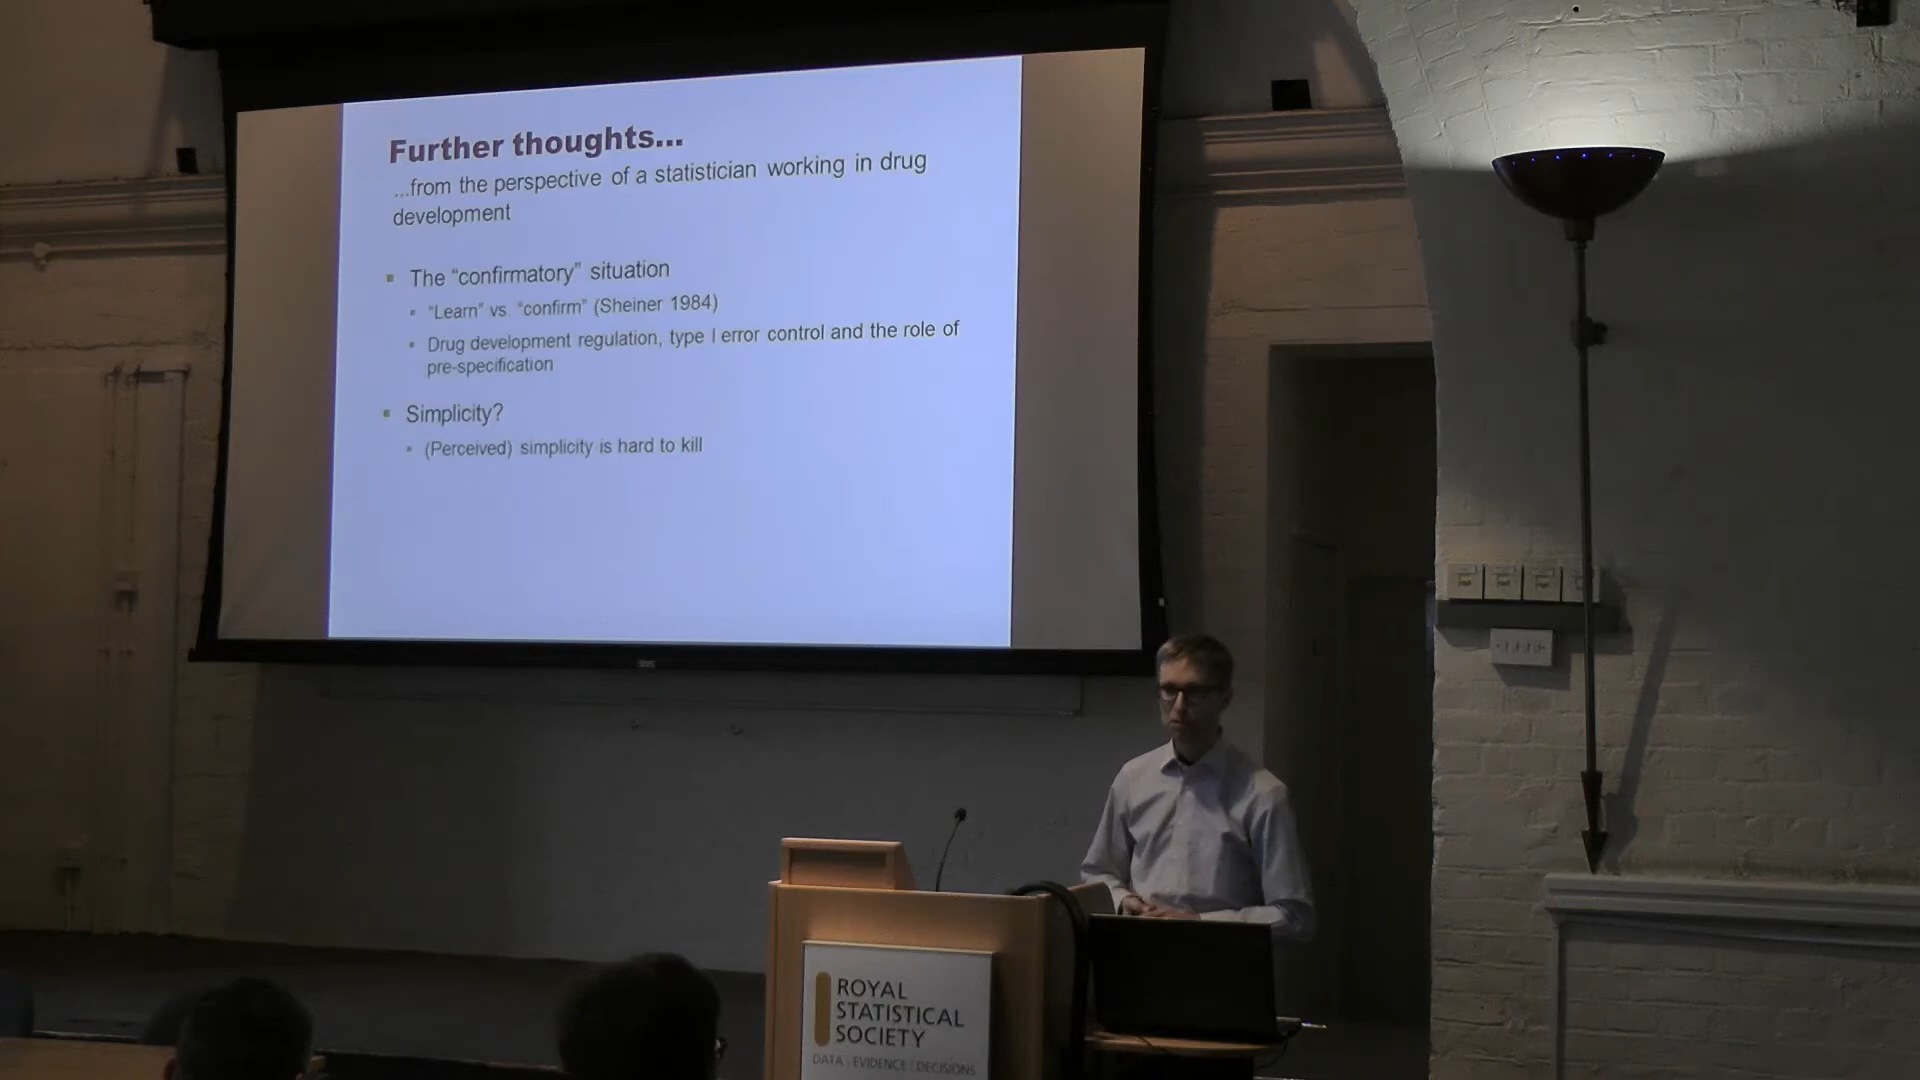 Further thoughts...
...from the perspective of a statistician working in drug
development
The “confirmatory” situation
“Learn” vs. “confirm” (Sheiner 1984)
Drug development regulation, type I error control and the role of
pre-specification
Simplicity?
(Perceived) simplicity is hard to kill
ROYAL
STATISTICAL
SOCIETY
DATA | EVIDENCE | DECISIONS